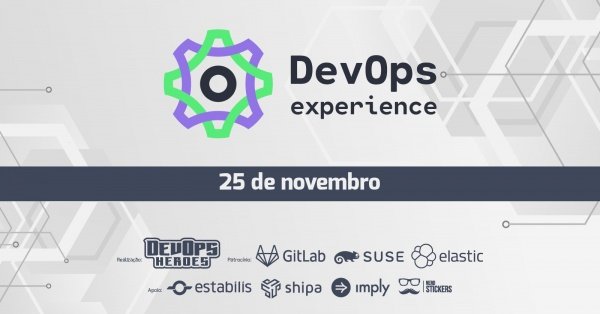 DevOps
experience
25 de novembro
Realização: DEVOPS HEROES Patrocínio: GitLab SUSE elastic
Apoio: estabilis shipa imply NERD STICKERS